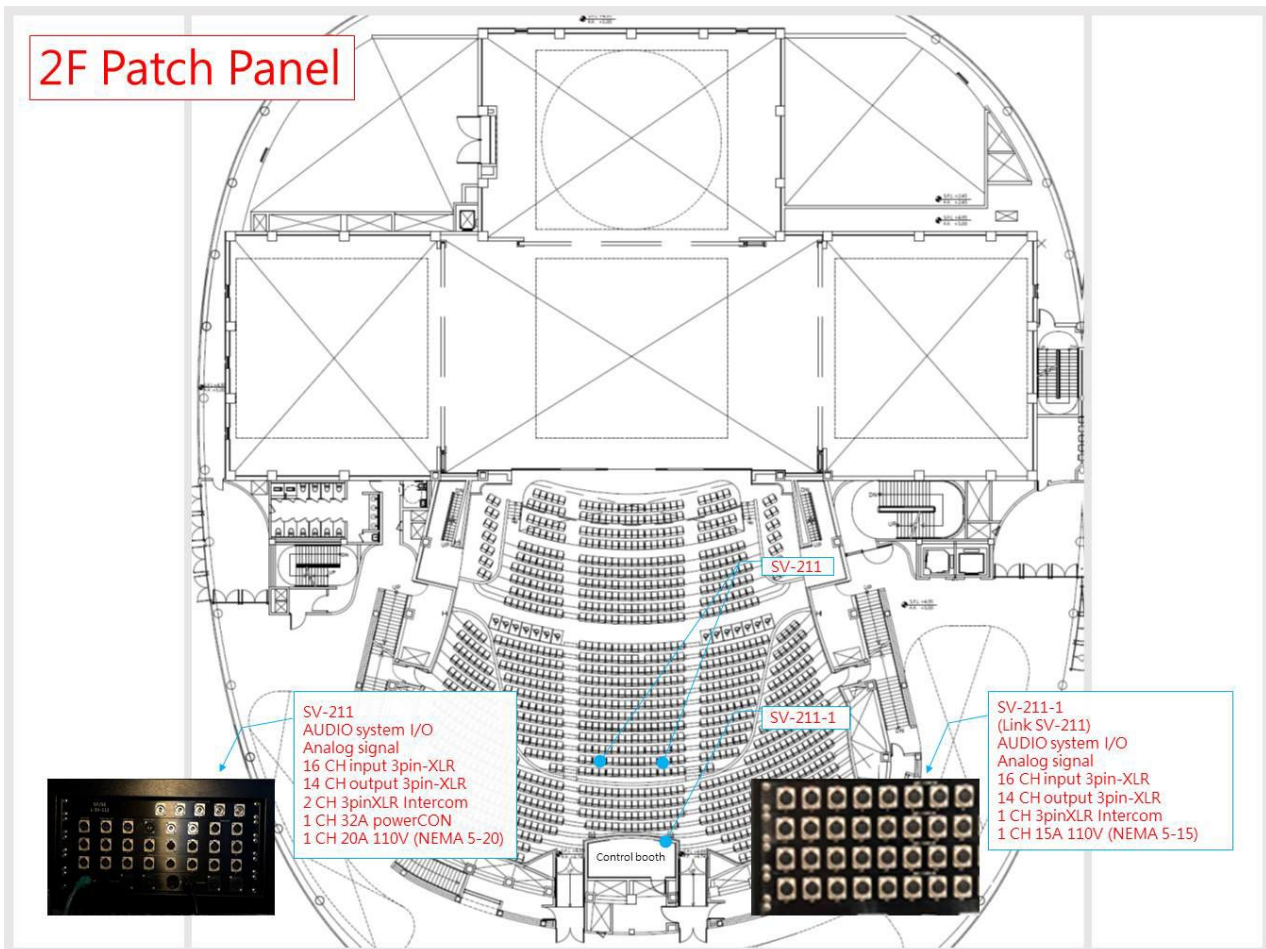 2F Patch Panel
SV-211
SV-211-1
SV-211
AUDIO system I/O
Analog signal
16 CH input 3pin-XLR
14 CH output 3pin-XLR
2 CH 3pinXLR Intercom
1 CH 32A powerCON
1 CH 20A 110V (NEMA 5-20)
SV-211-1
(Link SV-211)
AUDIO system I/O
Analog signal
16 CH input 3pin-XLR
14 CH output 3pin-XLR
1 CH 3pinXLR Intercom
1 CH 15A 110V (NEMA 5-15)
Control booth